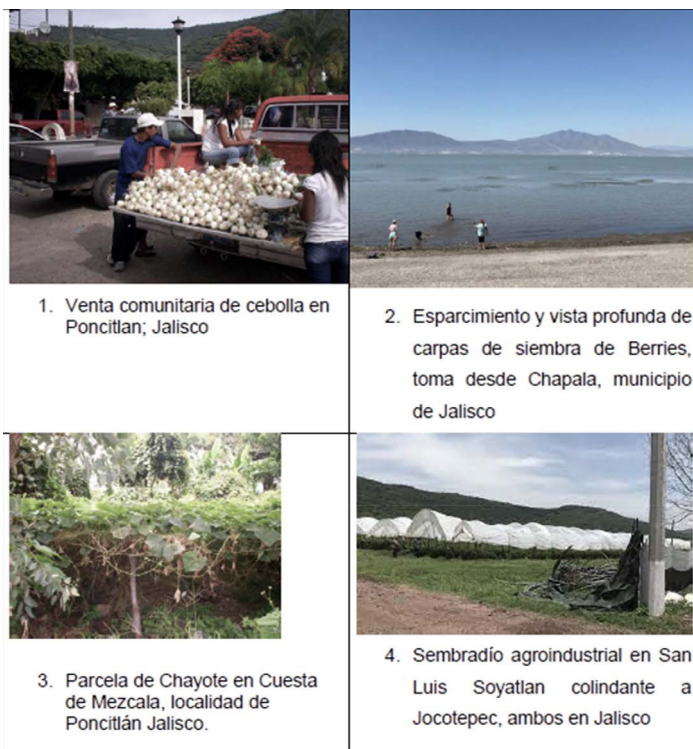 1. Venta comunitaria de cebolla en
Poncitlan; Jalisco
2. Esparcimiento y vista profunda de
carpas de siembra de Berries,
toma desde Chapala, municipio
de Jalisco
3. Parcela de Chayote en Cuesta
de Mezcala, localidad de
Poncitlán Jalisco.
4. Sembradío agroindustrial en San
Luis Soyatlan colindante a
Jocotepec, ambos en Jalisco